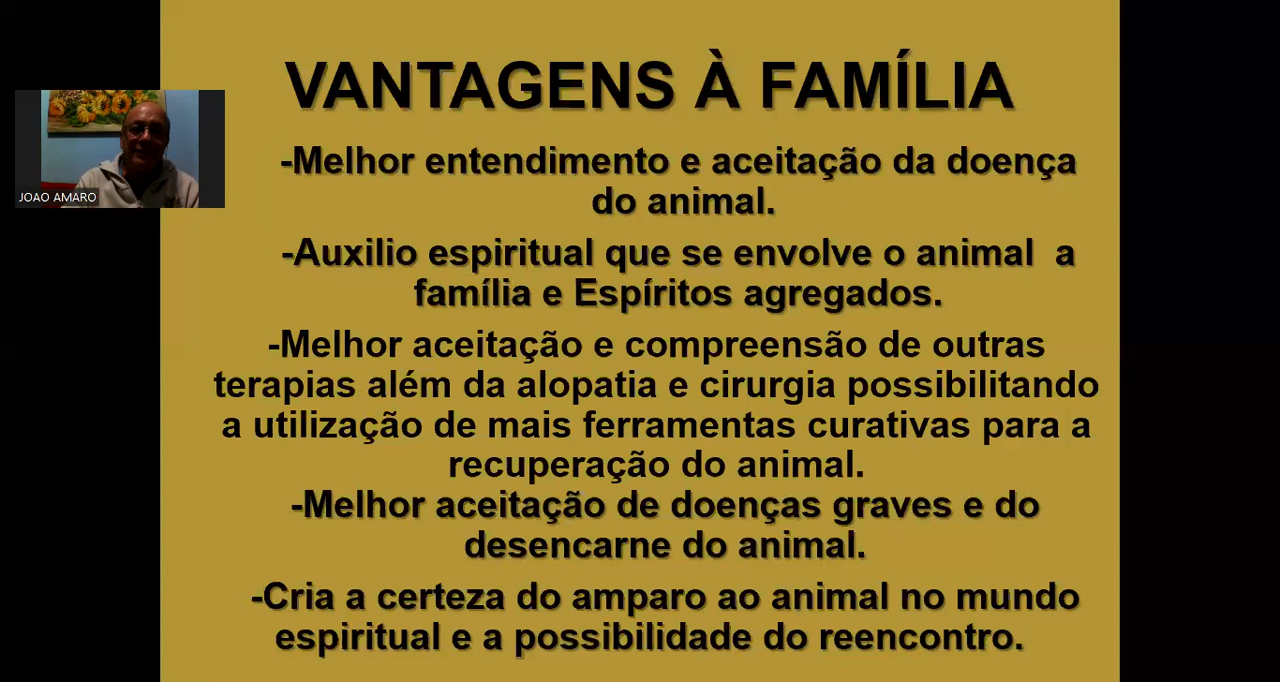 VANTAGENS À FAMÍLIA
JOAO AMARO
-Melhor entendimento e aceitação da doença
do animal.
-Auxilio espiritual que se envolve o animal  a
família e Espíritos agregados.
-Melhor aceitação e compreensão de outras
terapias além da alopatia e cirurgia possibilitando
a utilização de mais ferramentas curativas para a
recuperação do animal.
-Melhor aceitação de doenças graves e do
desencarne do animal.
-Cria a certeza do amparo ao animal no mundo
espiritual e a possibilidade do reencontro.